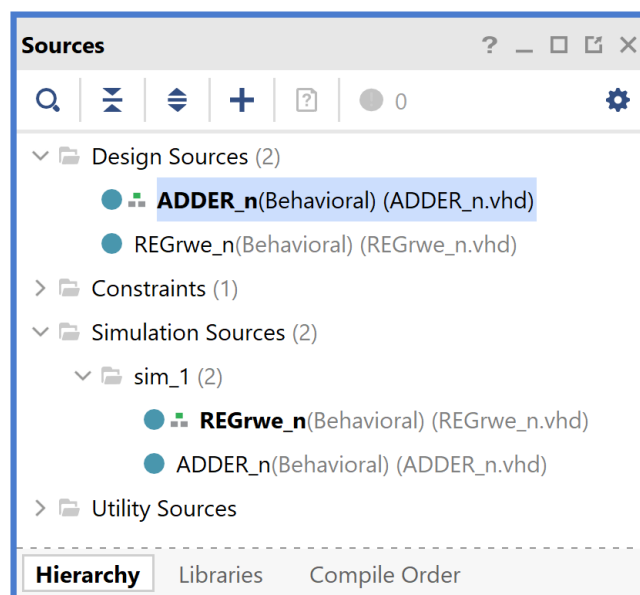 Sources ?
0
Design Sources (2)
ADDER_n(Behavioral) (ADDER_n.vhd)
REGrwe_n(Behavioral) (REGrwe_n.vhd)
Constraints (1)
Simulation Sources (2)
sim_1 (2)
REGrwe_n(Behavioral) (REGrwe_n.vhd)
ADDER_n(Behavioral) (ADDER_n.vhd)
Utility Sources
Hierarchy Libraries Compile Order